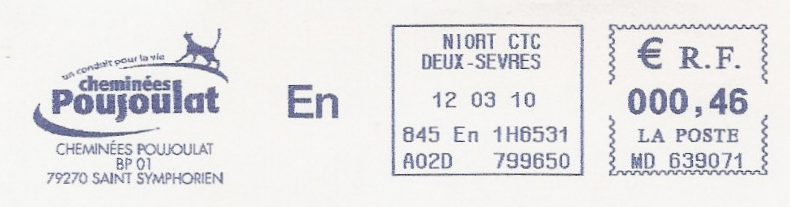 un conduit pour la vie
cheminées
Poujoulat
CHEMINÉES POUJOULAT
BP 01
79270 SAINT SYMPHORIEN
En
NIORT CTC
DEUX-SEVRES
12 03 10
845 En 1H6531
A02D 799650
€ R.F.
000,46
LA POSTE
MD 639071